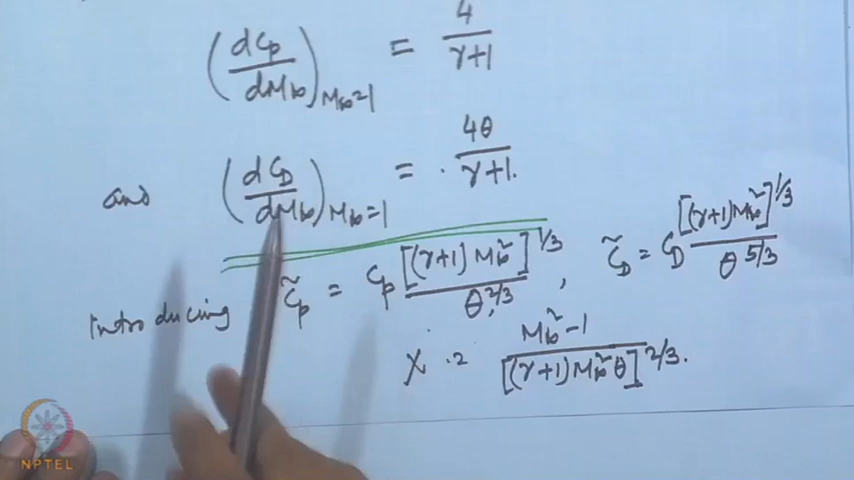 (dCp/dM∞)M∞=1 = 4/(γ+1)
and (dCD/dM∞)M∞=1 = 4θ/(γ+1).
Introducing C̃p = Cp [(γ+1)M∞²]^1/3 / θ^2/3, C̃D = CD [(γ+1)M∞²]^1/3 / θ^5/3
χ = (M∞²-1) / [(γ+1)M∞²θ]^2/3.
NPTEL